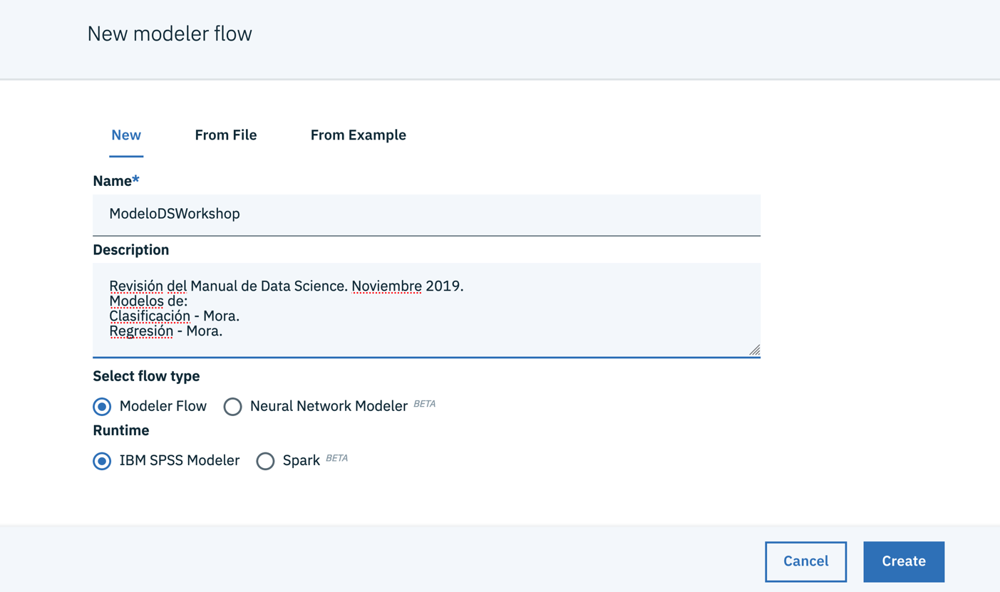 New modeler flow
New From File From Example
Name*
ModeloDSWorkshop
Description
Revisión del Manual de Data Science. Noviembre 2019.
Modelos de:
Clasificación - Mora.
Regresión - Mora.
Select flow type
Modeler Flow Neural Network Modeler BETA
Runtime
IBM SPSS Modeler Spark BETA
Cancel Create